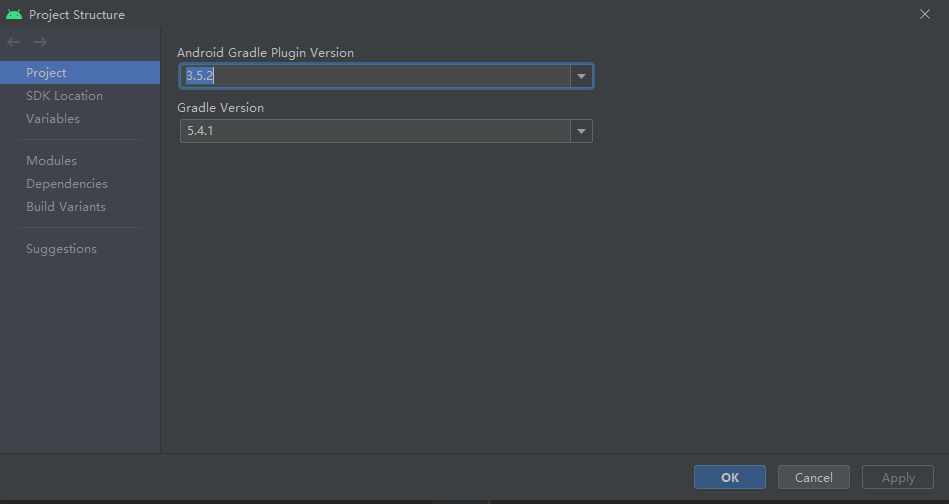 Project Structure
Project
SDK Location
Variables
Modules
Dependencies
Build Variants
Suggestions
Android Gradle Plugin Version
3.5.2
Gradle Version
5.4.1
OK
Cancel
Apply